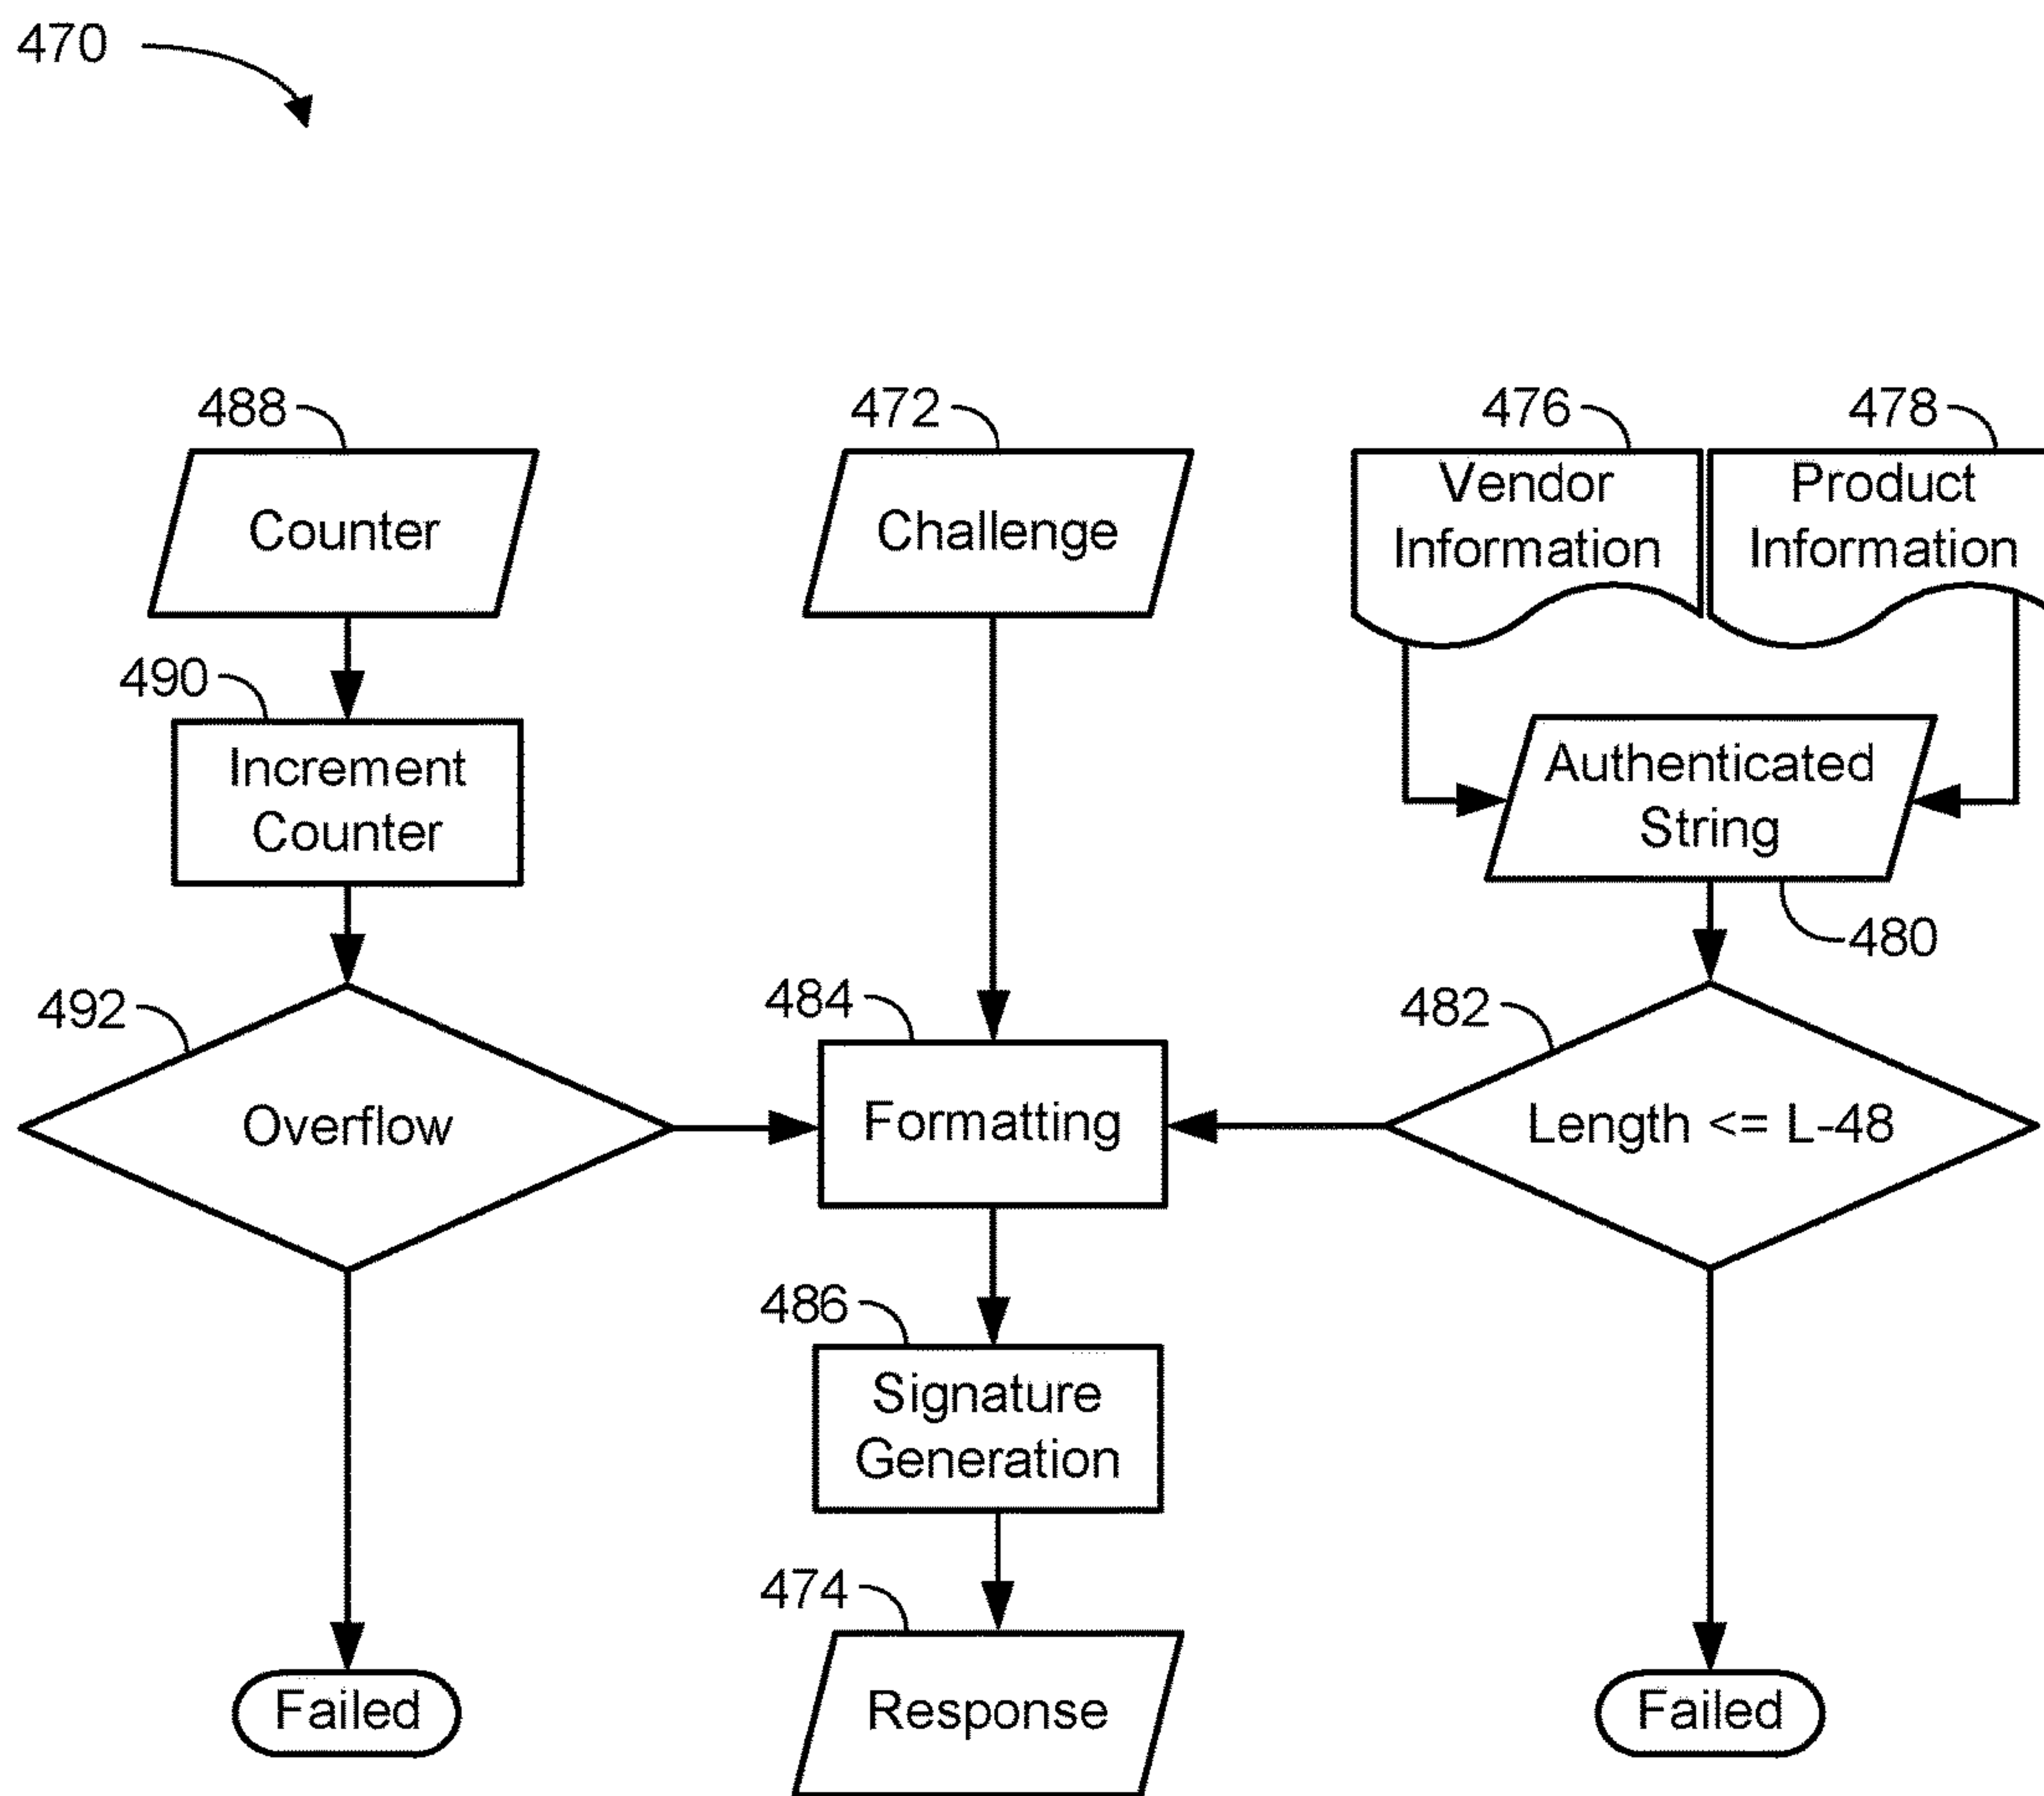 470
488
472
476
478
Counter
Challenge
Vendor
Information
Product
Information
490
Increment
Counter
Authenticated
String
480
492
484
482
Overflow
Formatting
Length <= L-48
486
Signature
Generation
474
Failed
Response
Failed